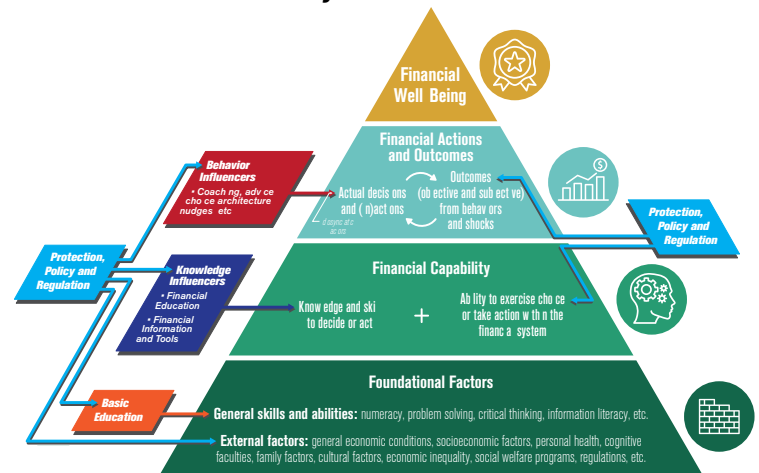 Financial
Well Being
Financial Actions
and Outcomes
Behavior
Influencers
• Coach ng, adv ce
cho ce architecture
nudges etc
Actual decis ons
and ( n)act ons
Outcomes
(ob ective and sub ect ve)
from behav ors
and shocks
$
Protection,
Policy and
Regulation
Protection,
Policy and
Regulation
Knowledge
Influencers
• Financial
Education
• Financial
Information
and Tools
Financial Capability
Know edge and ski
to decide or act
+
Ab lity to exercise cho ce
or take action w th n the
financ a system
Foundational Factors
Basic
Education
General skills and abilities: numeracy, problem solving, critical thinking, information literacy, etc.
External factors: general economic conditions, socioeconomic factors, personal health, cognitive
faculties, family factors, cultural factors, economic inequality, social welfare programs, regulations, etc.